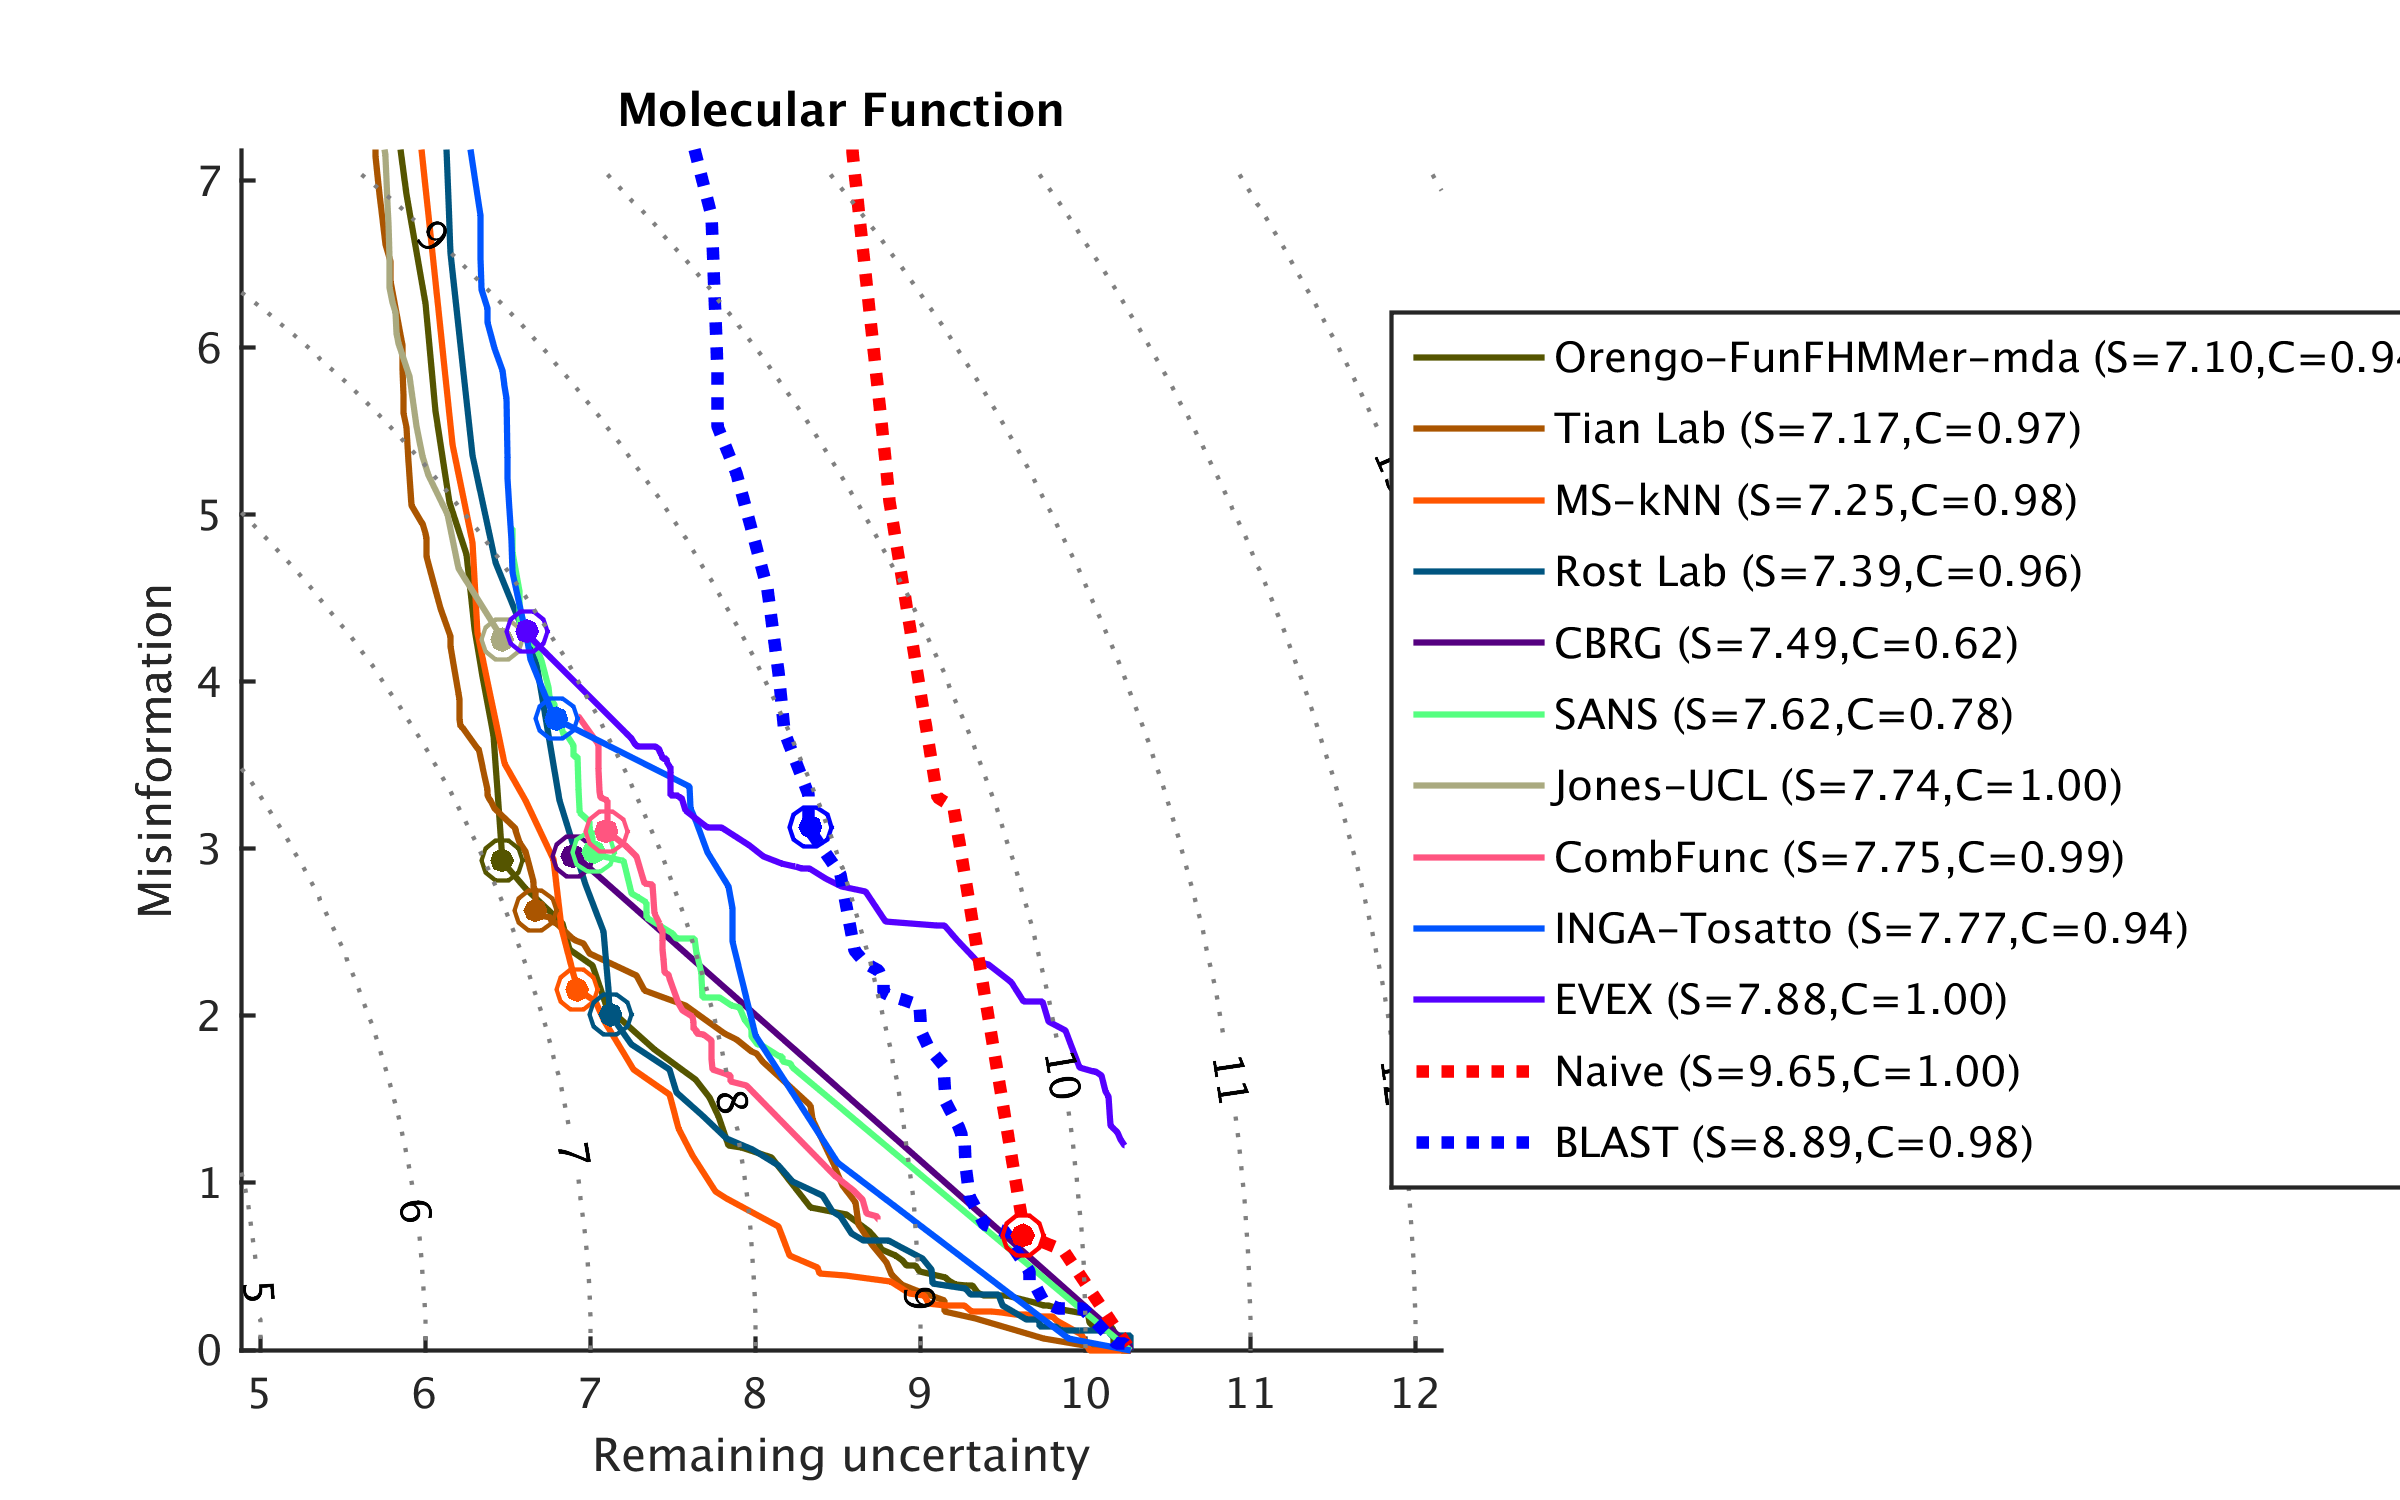 Molecular Function
Misinformation
7
6
5
4
3
2
1
0
5
6
7
8
9
10
11
12
Remaining uncertainty
9
5
6
7
8
9
10
11
Orengo-FunFHMMer-mda (S=7.10,C=0.94
Tian Lab (S=7.17,C=0.97)
MS-kNN (S=7.25,C=0.98)
Rost Lab (S=7.39,C=0.96)
CBRG (S=7.49,C=0.62)
SANS (S=7.62,C=0.78)
Jones-UCL (S=7.74,C=1.00)
CombFunc (S=7.75,C=0.99)
INGA-Tosatto (S=7.77,C=0.94)
EVEX (S=7.88,C=1.00)
Naive (S=9.65,C=1.00)
BLAST (S=8.89,C=0.98)